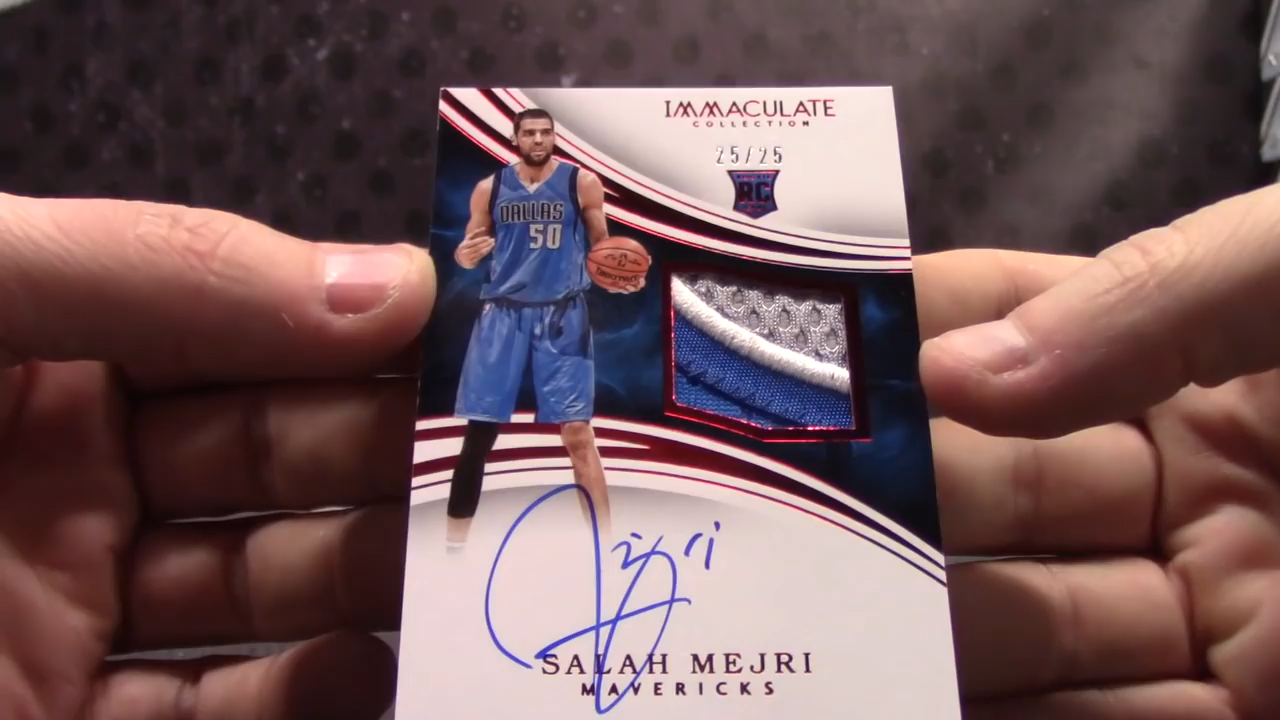 IMMACULATE
COLLECTION
25/25
RC
DALLAS
50
SALAH MEJRI
MAVERICKS